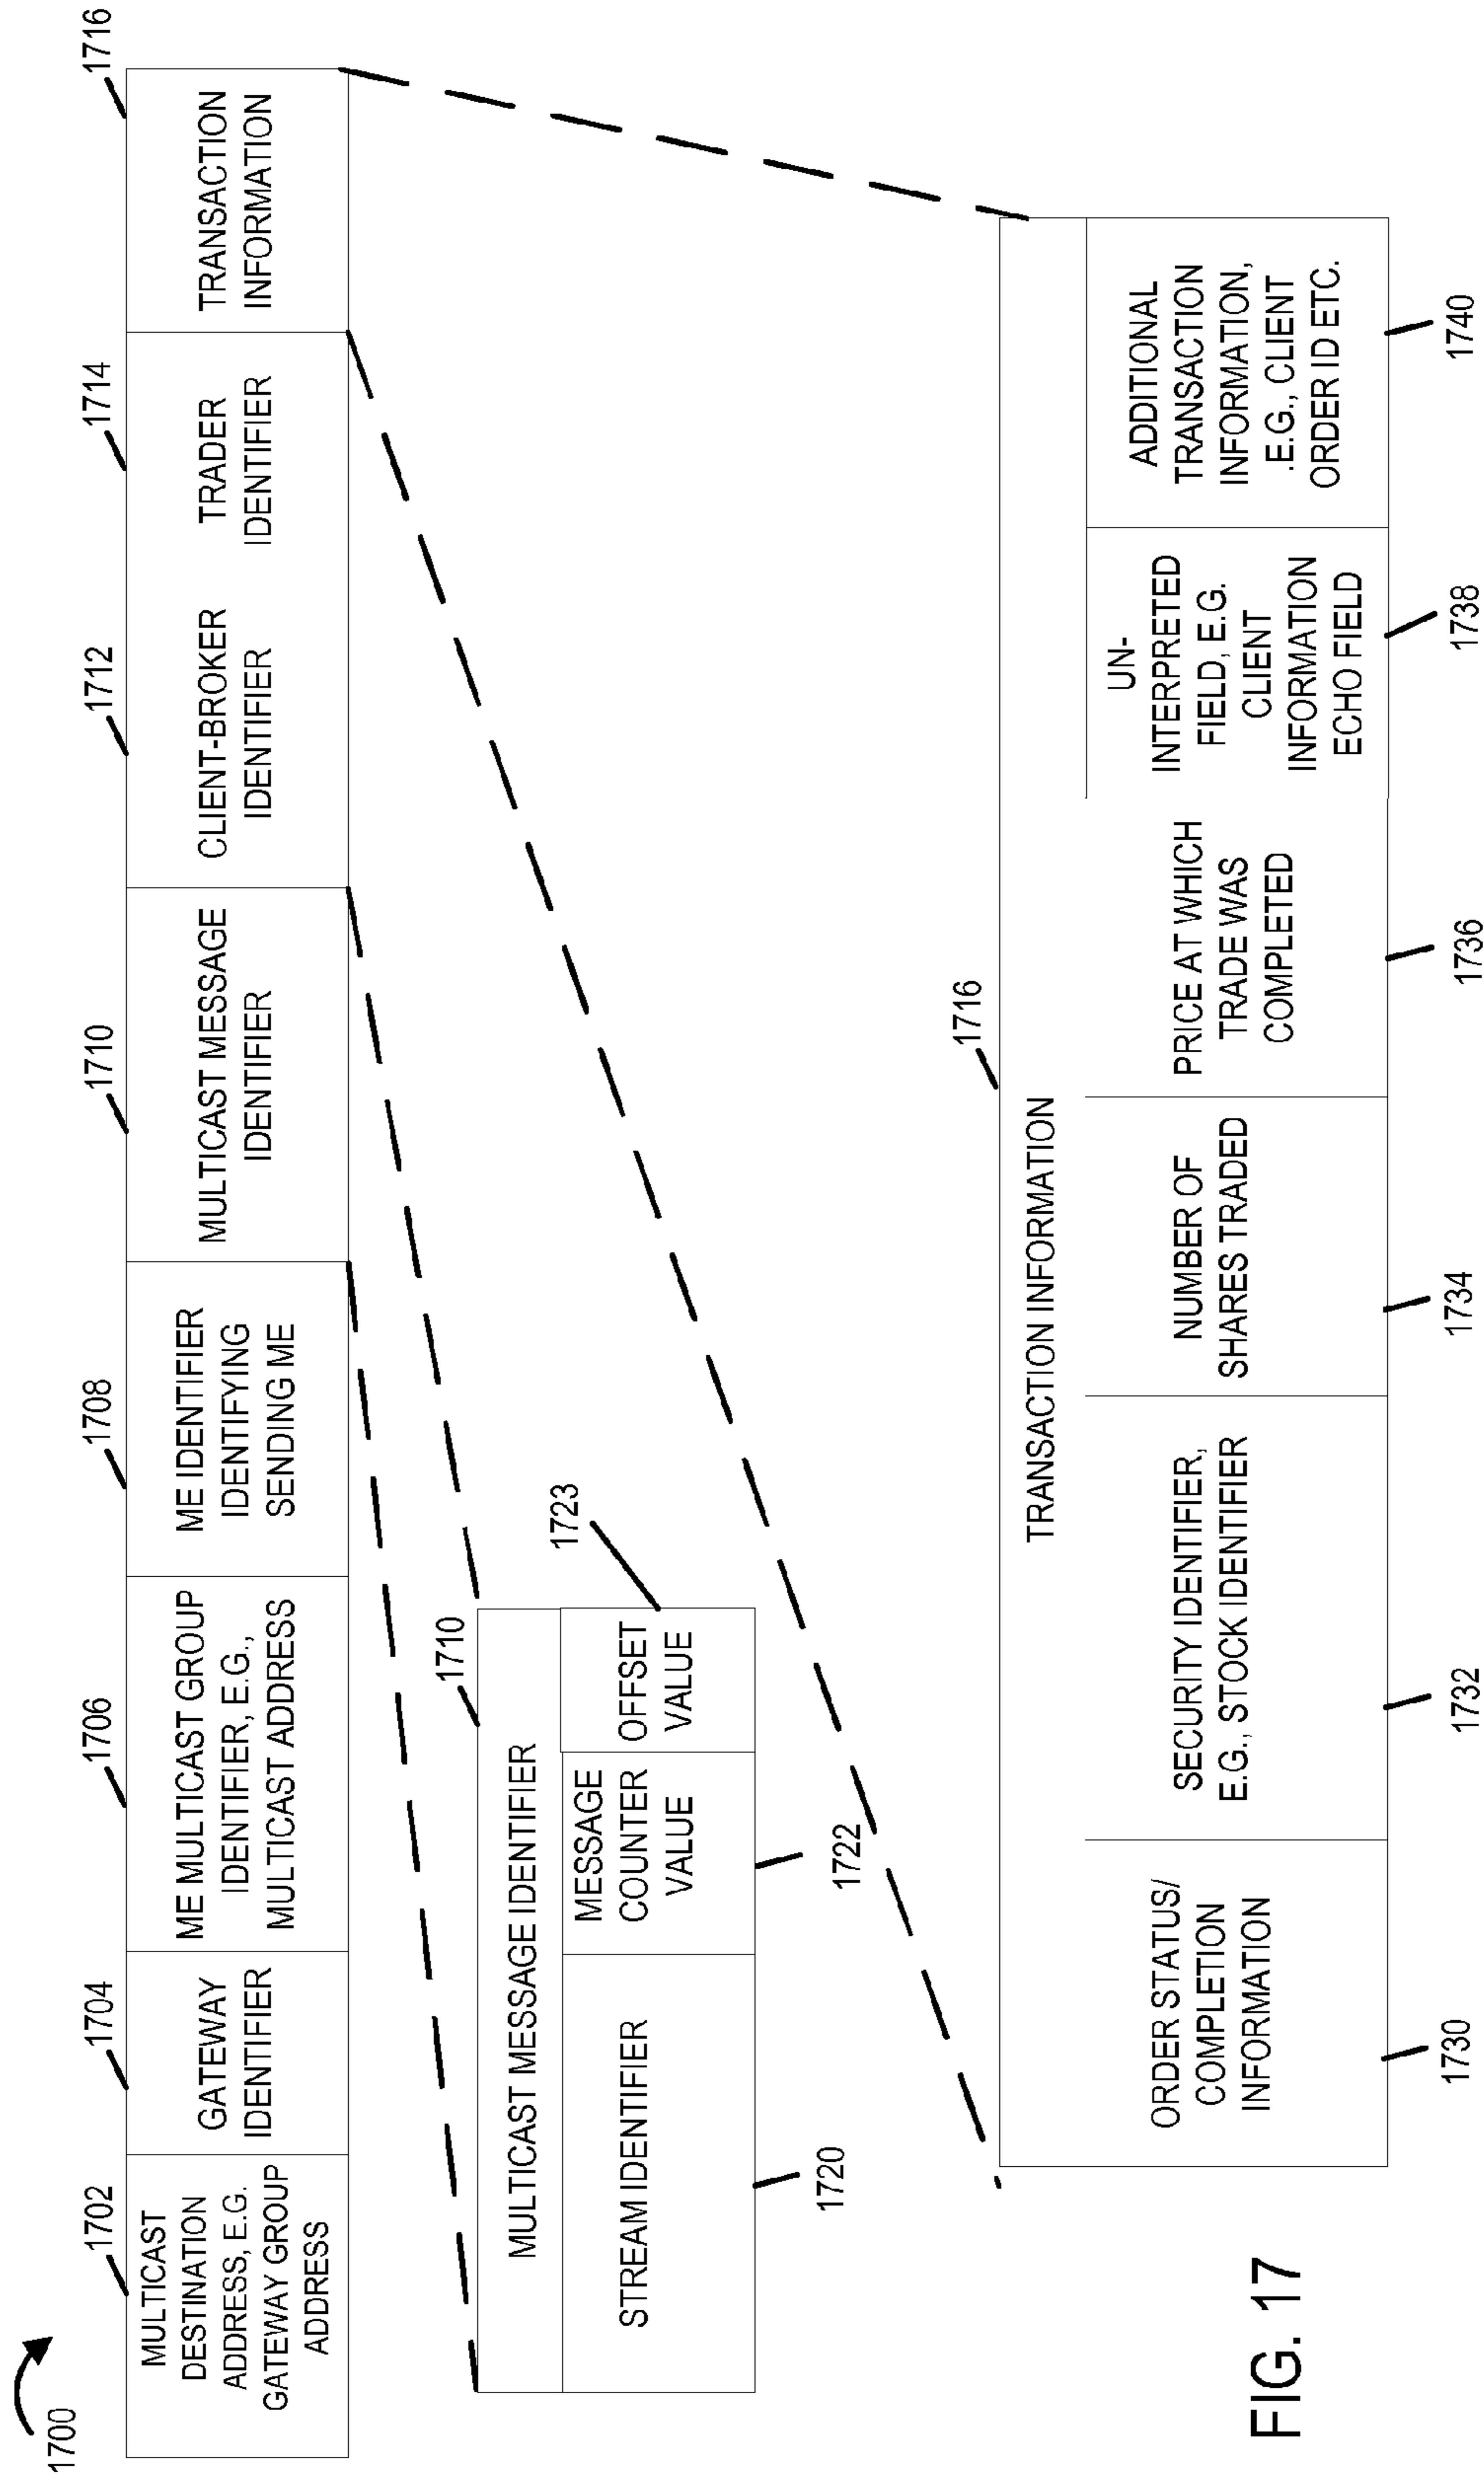 1700
1702
1704
1706
1708
1710
1712
1714
1716
MULTICAST
DESTINATION
ADDRESS, E.G.
GATEWAY GROUP
ADDRESS
GATEWAY
IDENTIFIER
ME MULTICAST GROUP
IDENTIFIER, E.G.,
MULTICAST ADDRESS
ME IDENTIFIER
IDENTIFYING
SENDING ME
MULTICAST MESSAGE
IDENTIFIER
CLIENT-BROKER
IDENTIFIER
TRADER
IDENTIFIER
TRANSACTION
INFORMATION
1710
MULTICAST MESSAGE IDENTIFIER
1723
STREAM IDENTIFIER
MESSAGE
COUNTER
VALUE
OFFSET
VALUE
1720
1722
1716
TRANSACTION INFORMATION
ORDER STATUS/
COMPLETION
INFORMATION
SECURITY IDENTIFIER,
E.G., STOCK IDENTIFIER
NUMBER OF
SHARES TRADED
PRICE AT WHICH
TRADE WAS
COMPLETED
UN-
INTERPRETED
FIELD, E.G.
CLIENT
INFORMATION
ECHO FIELD
ADDITIONAL
TRANSACTION
INFORMATION,
.E.G., CLIENT
ORDER ID ETC.
1730
1732
1734
1736
1738
1740
FIG. 17